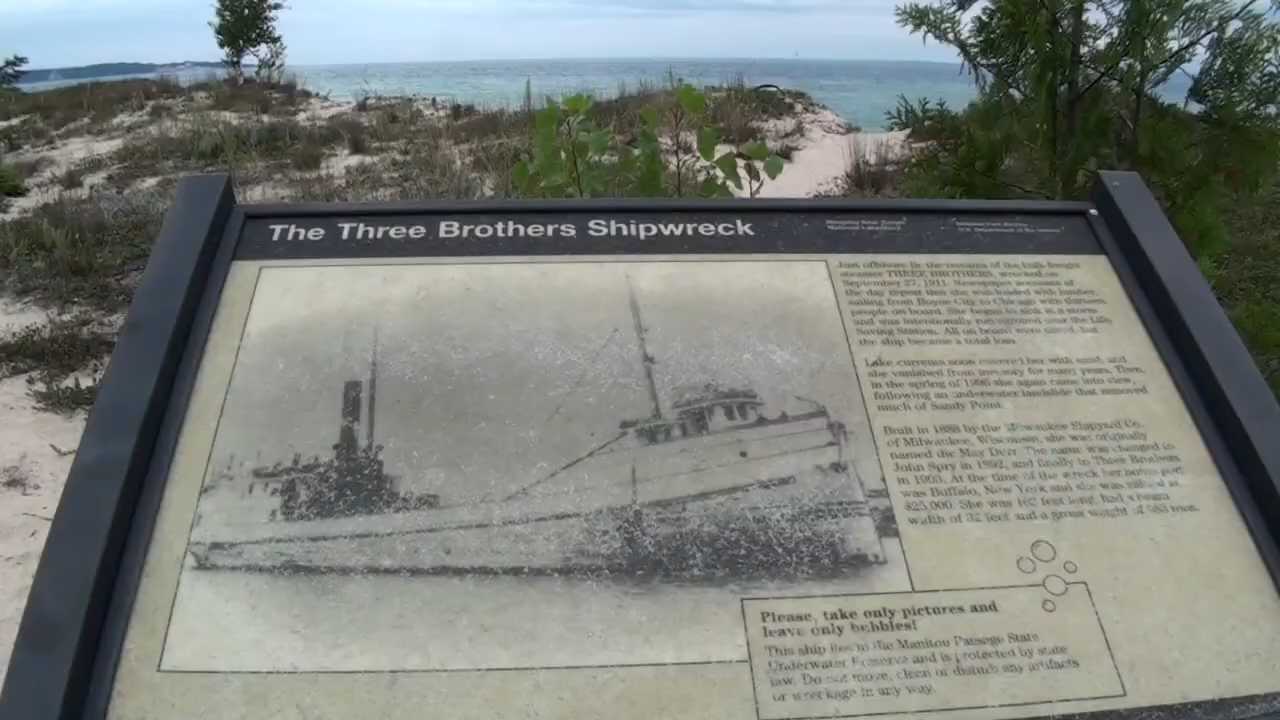 The Three Brothers Shipwreck
National Lakeshore
U.S. Department of the Interior
Just offshore lie the remains of the bulk-freight
steamer THREE BROTHERS, wrecked on
September 27, 1911. Newspaper accounts of
the day report that she was loaded with lumber,
sailing from Boyne City to Chicago with thirteen
people on board. She began to sink in a storm
and was intentionally run aground near the Life
Saving Station. All on board were saved, but
the ship became a total loss.
Lake currents soon covered her with sand, and
she vanished from memory for many years. Then,
in the spring of 1996 she again came into view,
following an underwater landslide that removed
much of Sandy Point.
Built in 1888 by the Milwaukee Shipyard Co.
of Milwaukee, Wisconsin, she was originally
named the May Durr. The name was changed to
John Spry in 1892, and finally to Three Brothers
in 1903. At the time of the wreck her home port
was Buffalo, New York and she was valued at
$25,000. She was 162 feet long, had a beam
width of 32 feet and a gross weight of 583 tons.
Please, take only pictures and
leave only bubbles!
This ship lies in the Manitou Passage State
Underwater Preserve and is protected by state
law. Do not move, clean or disturb any artifacts
or wreckage in any way.